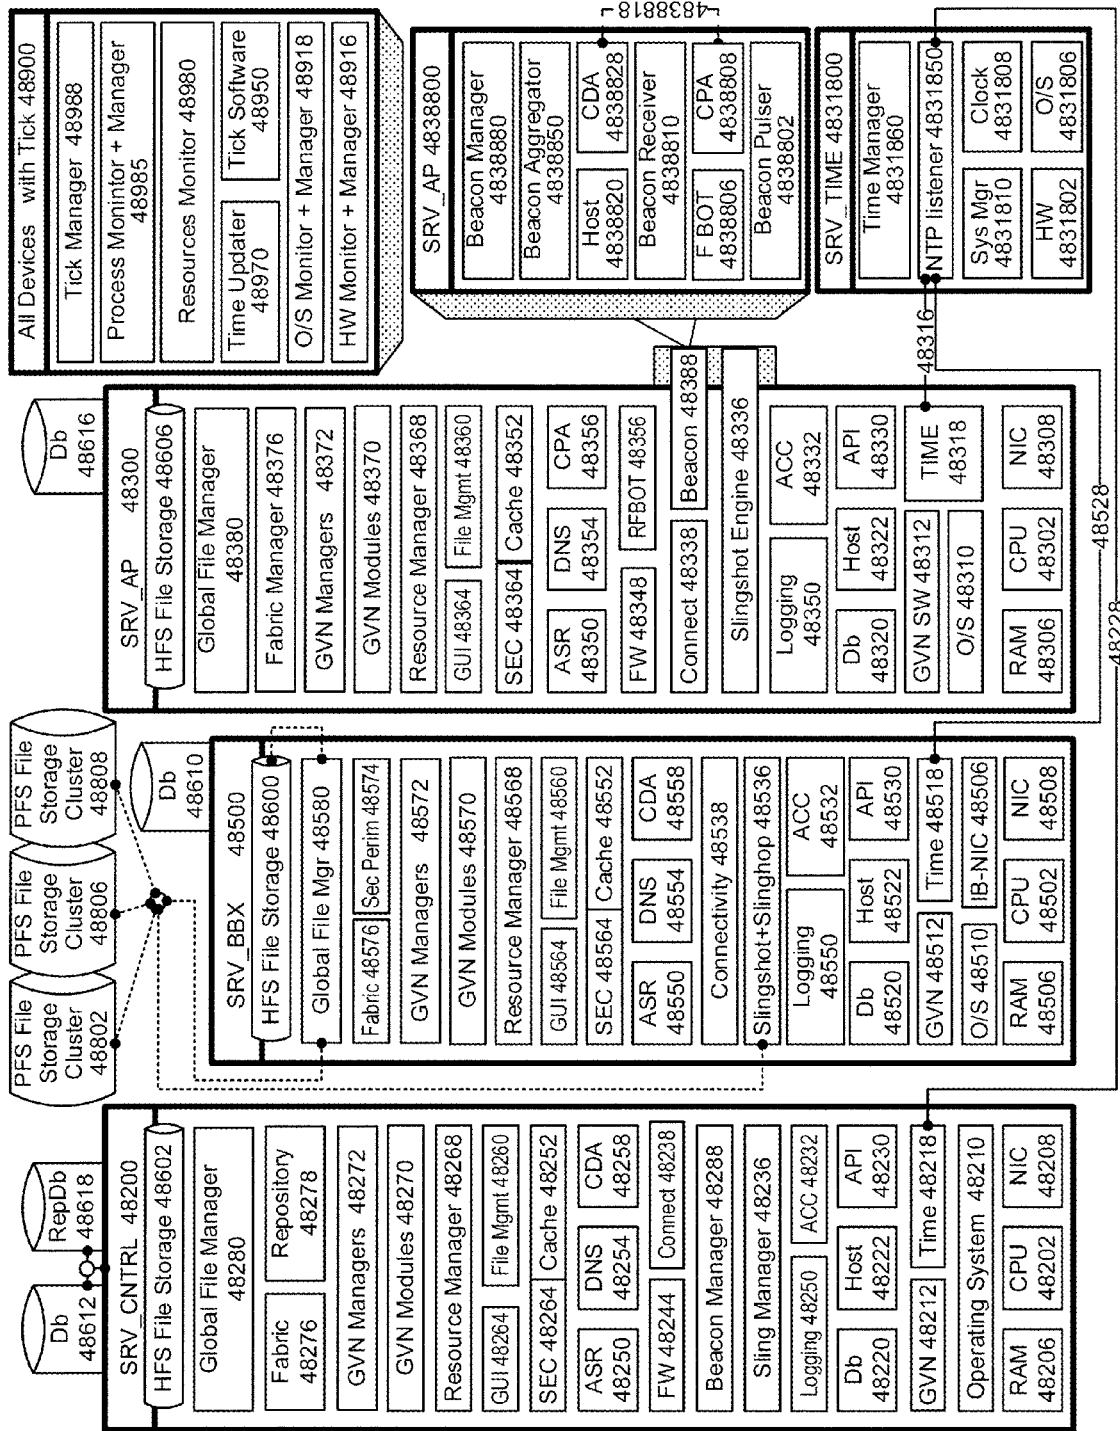 Db
48612
RepDb
48618
SRV_CNTRL 48200
HFS File Storage 48602
Global File Manager
48280
Fabric
48276
Repository
48278
GVN Managers 48272
GVN Modules 48270
Resource Manager 48268
GUI 48264
File Mgmt 48260
SEC 48264
Cache 48252
ASR
48250
DNS
48254
CDA
48258
FW 48244
Connect 48238
Beacon Manager 48288
Sling Manager 48236
Logging 48250
ACC 48232
Db
48220
Host
48222
API
48230
GVN 48212
Time 48218
Operating System 48210
RAM
48206
CPU
48202
NIC
48208
PFS File
Storage
Cluster
48802
PFS File
Storage
Cluster
48806
PFS File
Storage
Cluster
48808
Db
48610
SRV_BBX 48500
HFS File Storage 48600
Global File Mgr 48580
Fabric 48576
Sec Perim 48574
GVN Managers 48572
GVN Modules 48570
Resource Manager 48568
GUI 48564
File Mgmt 48560
SEC 48564
Cache 48552
ASR
48550
DNS
48554
CDA
48558
Connectivity 48538
Slingshot+Slinghop 48536
Logging
48550
ACC
48532
Db
48520
Host
48522
API
48530
GVN 48512
Time 48518
O/S 48510
IB-NIC 48506
RAM
48506
CPU
48502
NIC
48508
Db
48616
SRV_AP 48300
HFS File Storage 48606
Global File Manager
48380
Fabric Manager 48376
GVN Managers 48372
GVN Modules 48370
Resource Manager 48368
GUI 48364
File Mgmt 48360
SEC 48364
Cache 48352
ASR
48350
DNS
48354
CPA
48356
FW 48348
RFBOT 48356
Connect 48338
Beacon 48388
Slingshot Engine 48336
Logging
48350
ACC
48332
Db
48320
Host
48322
API
48330
GVN SW 48312
TIME
48318
O/S 48310
RAM
48306
CPU
48302
NIC
48308
48316
48528
48228
All Devices with Tick 48900
Tick Manager 48988
Process Monintor + Manager
48985
Resources Monitor 48980
Time Updater
48970
Tick Software
48950
O/S Monitor + Manager 48918
HW Monitor + Manager 48916
SRV_AP 4838800
Beacon Manager
4838880
Beacon Aggregator
4838850
Host
4838820
CDA
4838828
Beacon Receiver
4838810
F BOT
4838806
CPA
4838808
Beacon Pulser
4838802
4838818
SRV_TIME 4831800
Time Manager
4831860
NTP listener 4831850
Sys Mgr
4831810
Clock
4831808
HW
4831802
O/S
4831806